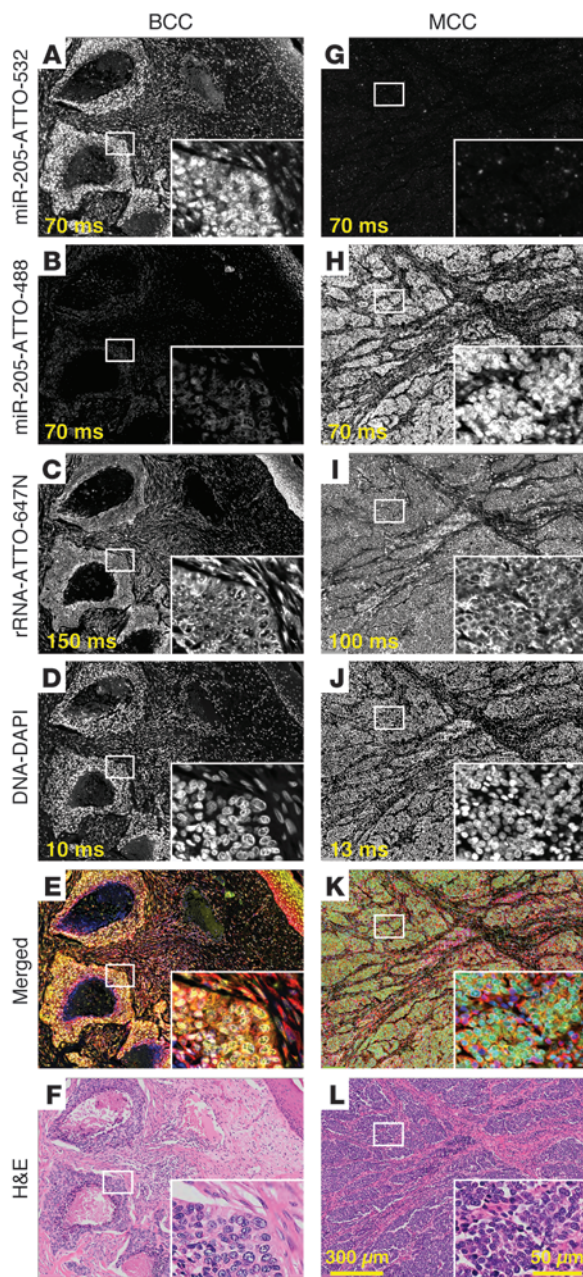 BCC
MCC
miR-205-ATTO-532
A
70 ms
G
70 ms
miR-205-ATTO-488
B
70 ms
H
70 ms
rRNA-ATTO-647N
C
150 ms
I
100 ms
DNA-DAPI
D
10 ms
J
13 ms
Merged
E
K
H&E
F
L
300 µm
50 µm